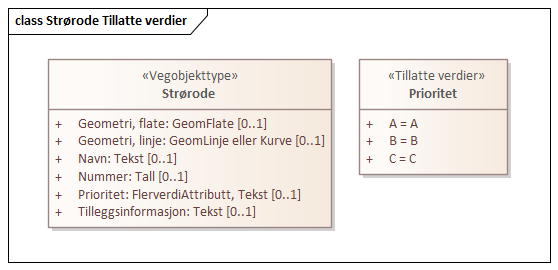 class Strørode Tillatte verdier
«Vegobjekttype»
Strørode
+ Geometri, flate: GeomFlate [0..1]
+ Geometri, linje: GeomLinje eller Kurve [0..1]
+ Navn: Tekst [0..1]
+ Nummer: Tall [0..1]
+ Prioritet: FlerverdiAttributt, Tekst [0..1]
+ Tilleggsinformasjon: Tekst [0..1]
«Tillatte verdier»
Prioritet
+ A = A
+ B = B
+ C = C